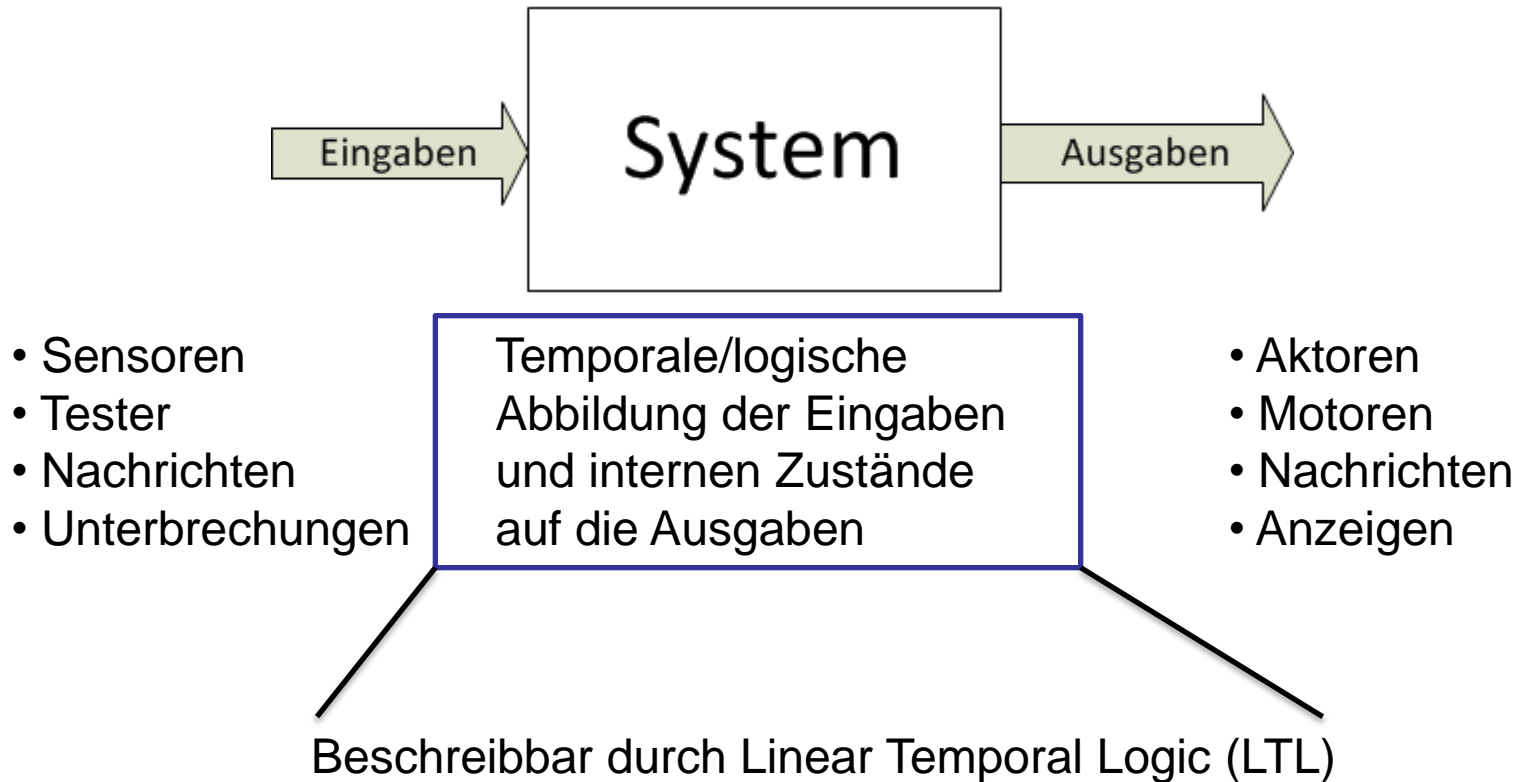 Eingaben
System
Ausgaben
• Sensoren
• Tester
• Nachrichten
• Unterbrechungen
Temporale/logische
Abbildung der Eingaben
und internen Zustände
auf die Ausgaben
• Aktoren
• Motoren
• Nachrichten
• Anzeigen
Beschreibbar durch Linear Temporal Logic (LTL)